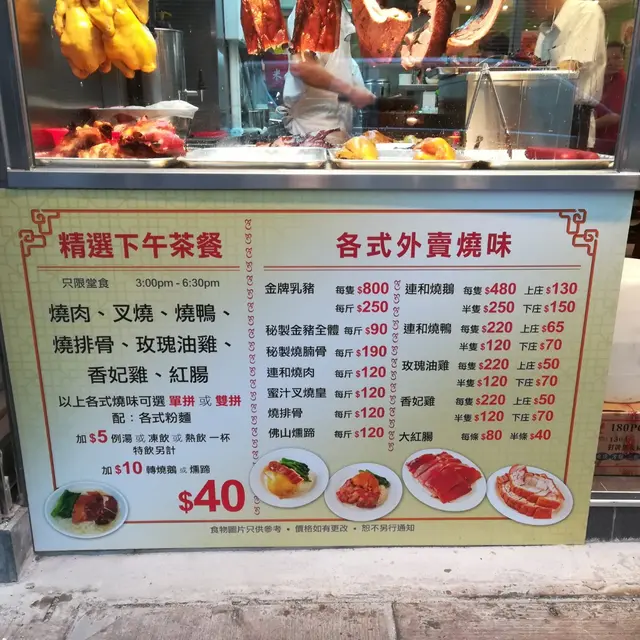 精選下午茶餐
只限堂食 3:00pm - 6:30pm
燒肉、叉燒、燒鴨、
燒排骨、玫瑰油雞、
香妃雞、紅腸
以上各式燒味可選 單拼 或 雙拼
配：各式粉麵
加 $5 例湯 或 凍飲 或 熱飲 一杯
特飲另計
加 $10 轉燒鵝 或 燻蹄
$40
各式外賣燒味
金牌乳豬 每隻 $800
每斤 $250
秘製金豬全體 每斤 $90
秘製燒腩骨 每斤 $190
連和燒肉 每斤 $120
蜜汁叉燒皇 每斤 $120
燒排骨 每斤 $120
佛山燻蹄 每斤 $120
連和燒鵝 每隻 $480 上庄 $130
半隻 $250 下庄 $150
連和燒鴨 每隻 $220 上庄 $65
半隻 $120 下庄 $70
玫瑰油雞 每隻 $220 上庄 $50
半隻 $120 下庄 $70
香妃雞 每隻 $220 上庄 $50
半隻 $120 下庄 $70
大紅腸 每條 $80 半條 $40
食物圖片只供參考 • 價格如有更改 • 恕不另行通知